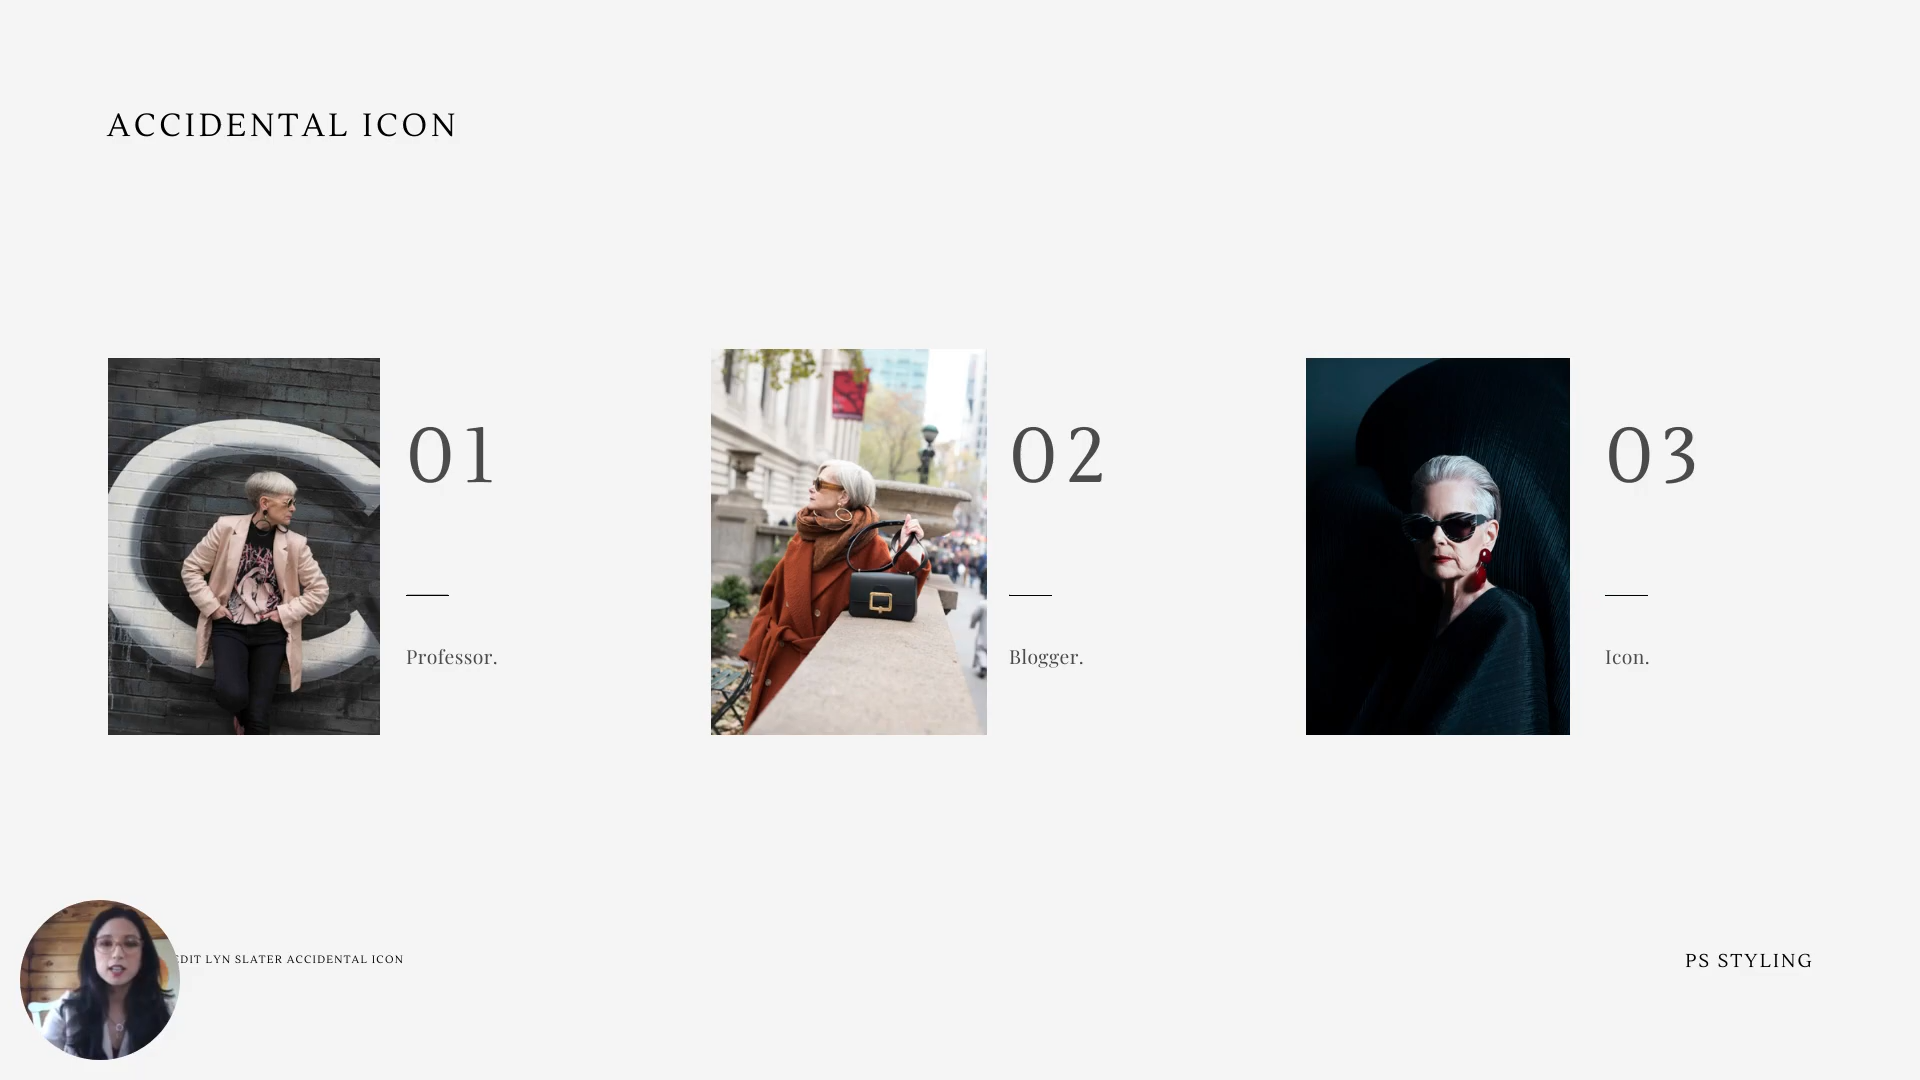 ACCIDENTAL ICON
01
Professor.
02
Blogger.
03
Icon.
LYN SLATER ACCIDENTAL ICON
PS STYLING